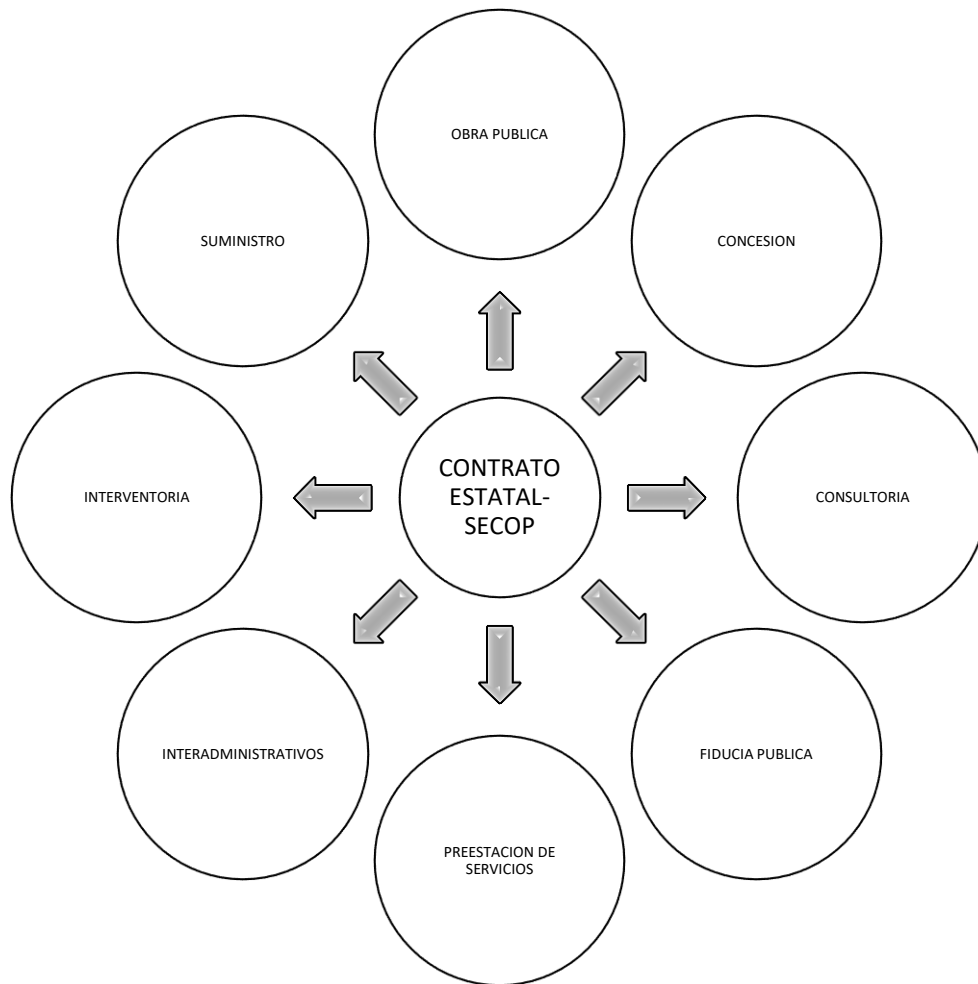 OBRA PUBLICA
SUMINISTRO
CONCESION
INTERVENTORIA
CONTRATO
ESTATAL-
SECOP
CONSULTORIA
INTERADMINISTRATIVOS
FIDUCIA PUBLICA
PREESTACION DE
SERVICIOS